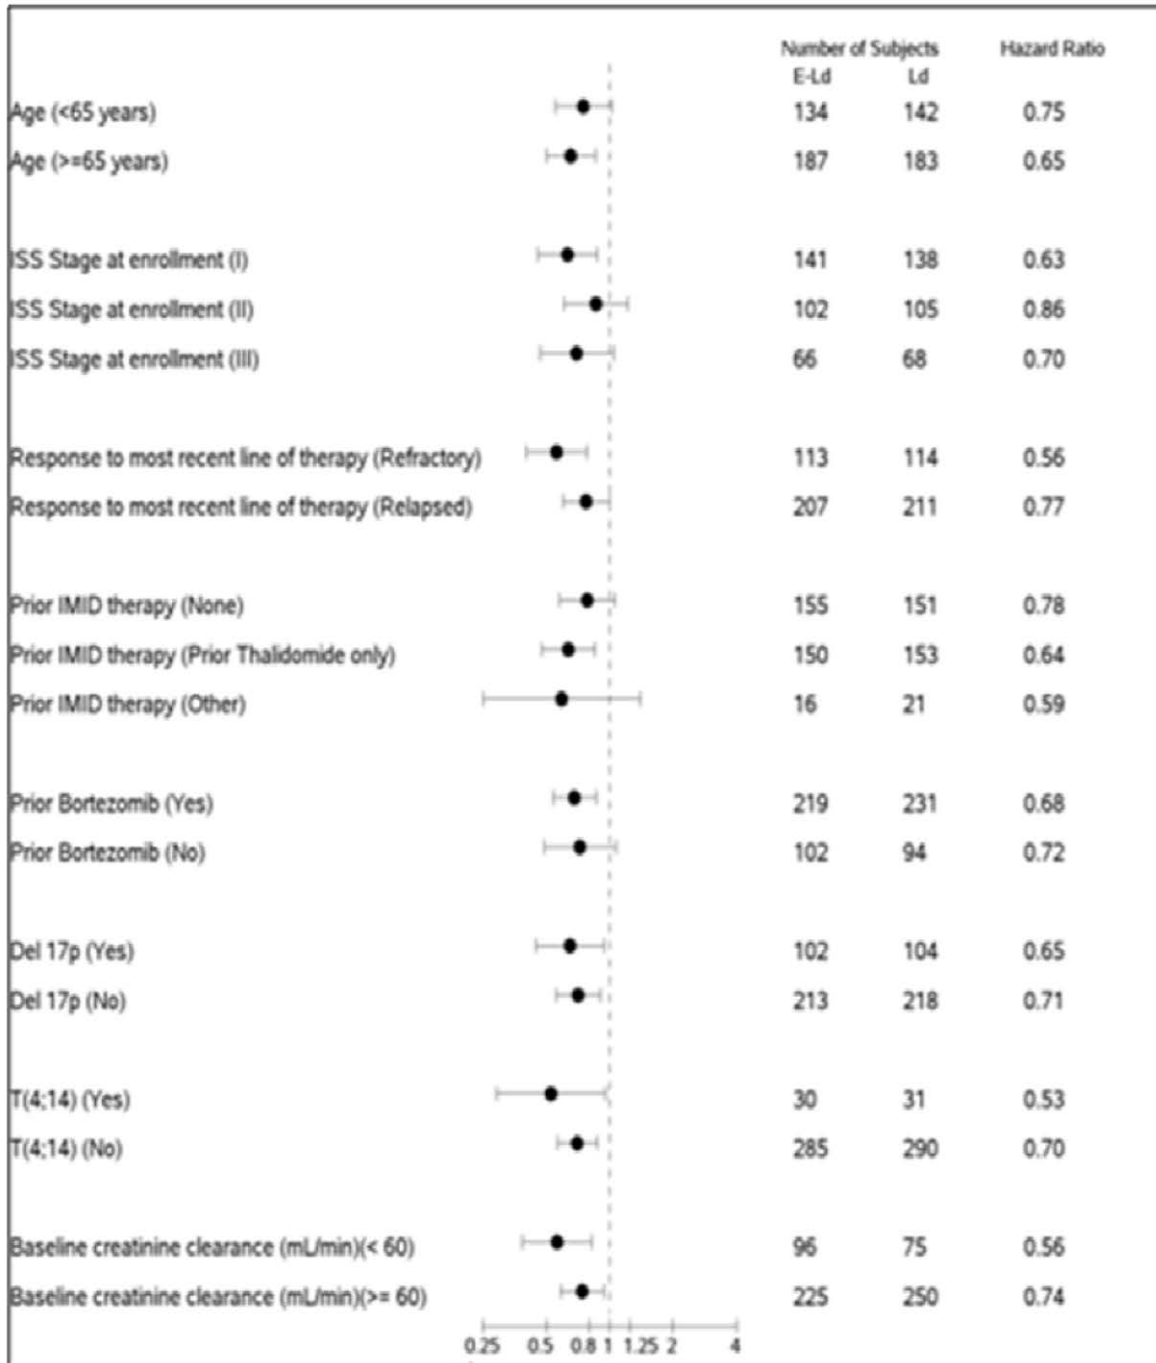 Number of Subjects Hazard Ratio
E-Ld Ld
Age (<65 years) 134 142 0.75
Age (>=65 years) 187 183 0.65
ISS Stage at enrollment (I) 141 138 0.63
ISS Stage at enrollment (II) 102 105 0.86
ISS Stage at enrollment (III) 66 68 0.70
Response to most recent line of therapy (Refractory) 113 114 0.56
Response to most recent line of therapy (Relapsed) 207 211 0.77
Prior IMID therapy (None) 155 151 0.78
Prior IMID therapy (Prior Thalidomide only) 150 153 0.64
Prior IMID therapy (Other) 16 21 0.59
Prior Bortezomib (Yes) 219 231 0.68
Prior Bortezomib (No) 102 94 0.72
Del 17p (Yes) 102 104 0.65
Del 17p (No) 213 218 0.71
T(4;14) (Yes) 30 31 0.53
T(4;14) (No) 285 290 0.70
Baseline creatinine clearance (mL/min)(< 60) 96 75 0.56
Baseline creatinine clearance (mL/min)(>= 60) 225 250 0.74
0.25 0.5 0.8 1 1.25 2 4